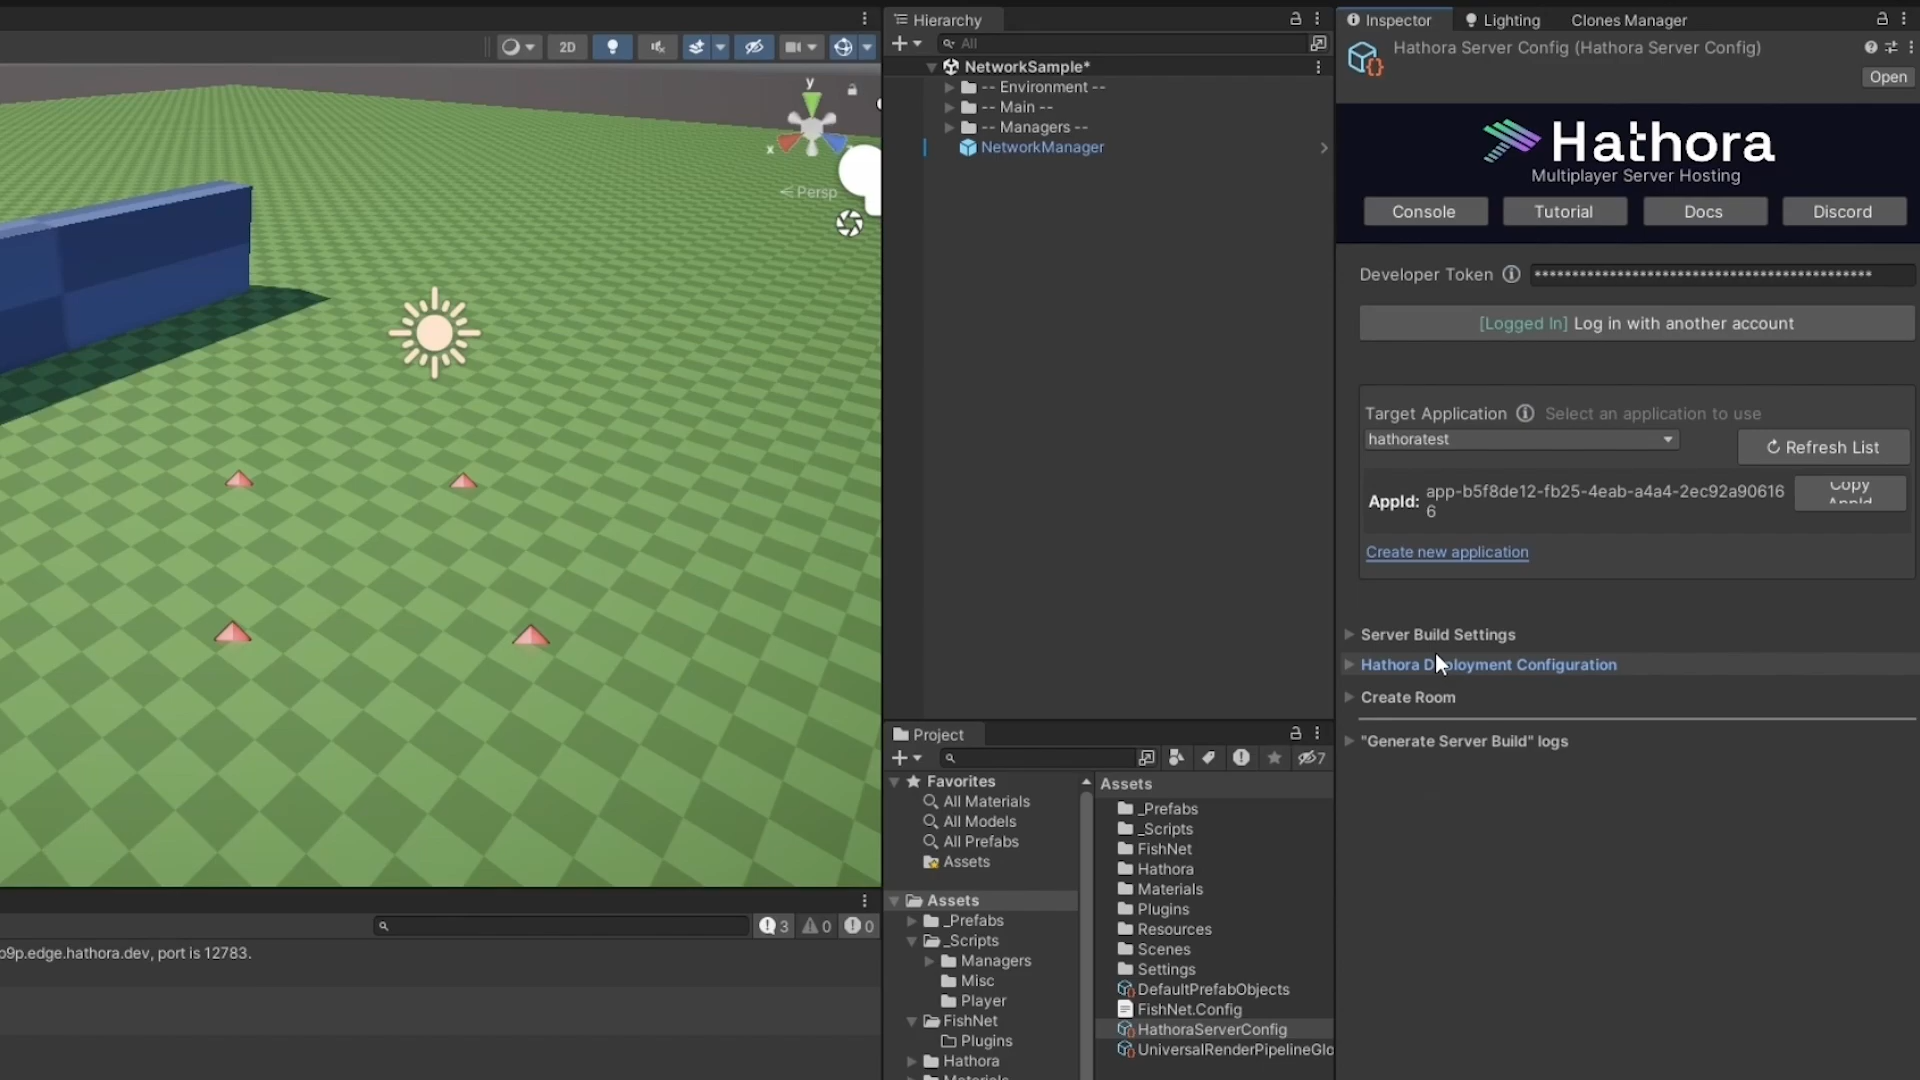 Hierarchy
All
NetworkSample*
-- Environment --
-- Main --
-- Managers --
NetworkManager
2D
y
x
Persp
3
0
0
p9p.edge.hathora.dev, port is 12783.
Project
7
Favorites
All Materials
All Models
All Prefabs
Assets
Assets
_Prefabs
_Scripts
Managers
Misc
Player
FishNet
Plugins
Hathora
Materials
Assets
_Prefabs
_Scripts
FishNet
Hathora
Materials
Plugins
Resources
Scenes
Settings
DefaultPrefabObjects
FishNet.Config
HathoraServerConfig
UniversalRenderPipelineGlo
Inspector
Lighting
Clones Manager
Hathora Server Config (Hathora Server Config)
Open
Hathora
Multiplayer Server Hosting
Console
Tutorial
Docs
Discord
Developer Token
[Logged In] Log in with another account
Target Application Select an application to use
hathoratest
Refresh List
AppId:
app-b5f8de12-fb25-4eab-a4a4-2ec92a90616
6
Copy
AppId
Create new application
Server Build Settings
Hathora Deployment Configuration
Create Room
"Generate Server Build" logs